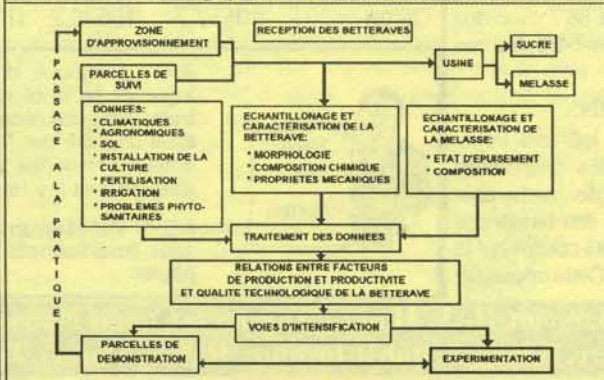 ZONE
D'APPROVISIONNEMENT
RECEPTION DES BETTERAVES
SUCRE
USINE
MELASSE
PARCELLES DE
SUIVI
PASSAGE A LA PRATIQUE
DONNEES:
* CLIMATIQUES
* AGRONOMIQUES
* SOL
* INSTALLATION DE LA
CULTURE
* FERTILISATION
* IRRIGATION
* PROBLEMES PHYTO-
SANITAIRES
ECHANTILLONAGE ET
CARACTERISATION DE LA
BETTERAVE:
* MORPHOLOGIE
* COMPOSITION CHIMIQUE
* PROPRIETES MECANIQUES
ECHANTILLONAGE ET
CARACTERISATION DE
LA MELASSE:
* ETAT D'EPUISEMENT
* COMPOSITION
TRAITEMENT DES DONNEES
RELATIONS ENTRE FACTEURS
DE PRODUCTION ET PRODUCTIVITE
ET QUALITE TECHNOLOGIQUE DE LA BETTERAVE
VOIES D'INTENSIFICATION
PARCELLES DE
DEMONSTRATION
EXPERIMENTATION